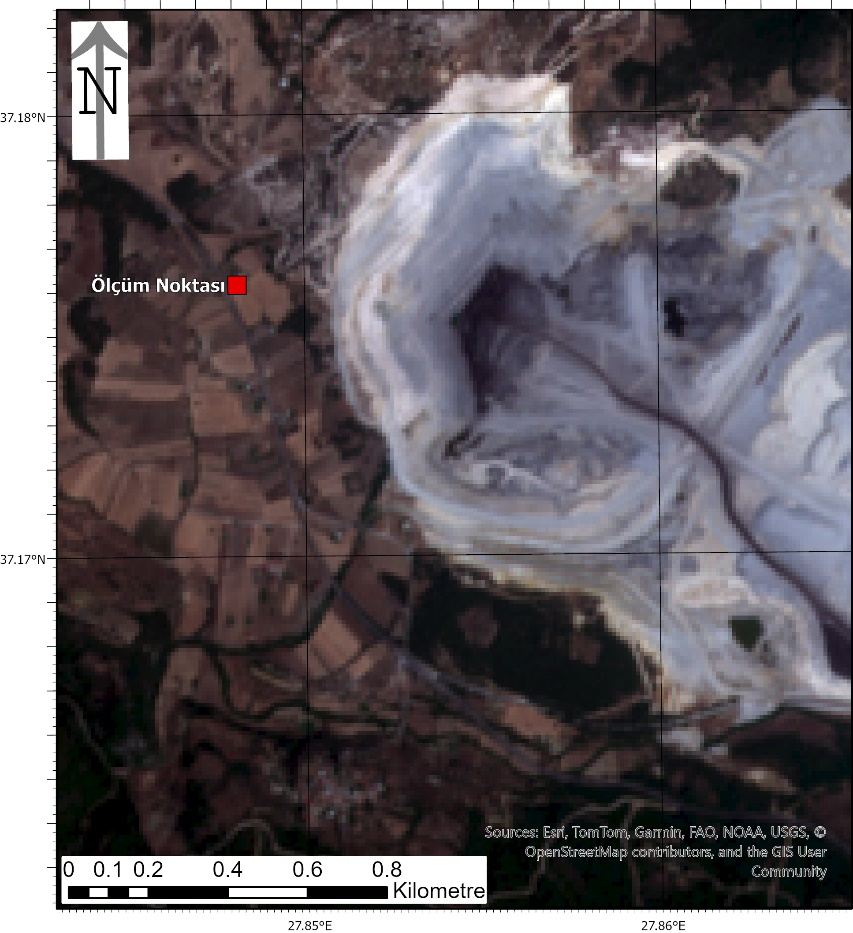 N
37.18°N
Ölçüm Noktası
37.17°N
Sources: Esri, TomTom, Garmin, FAO, NOAA, USGS, ©
OpenStreetMap contributors, and the GIS User
Community
0 0.1 0.2 0.4 0.6 0.8
Kilometre
27.85°E 27.86°E